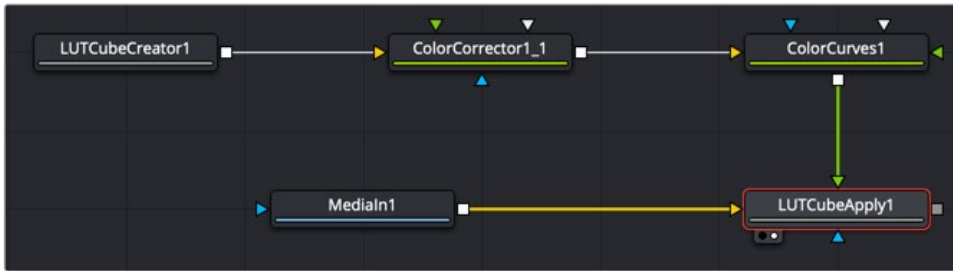 LUTCubeCreator1
ColorCorrector1_1
ColorCurves1
MediaIn1
LUTCubeApply1